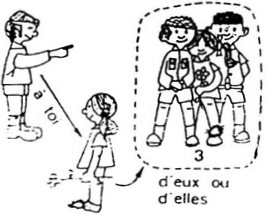 à toi
3
d'eux ou
d'elles